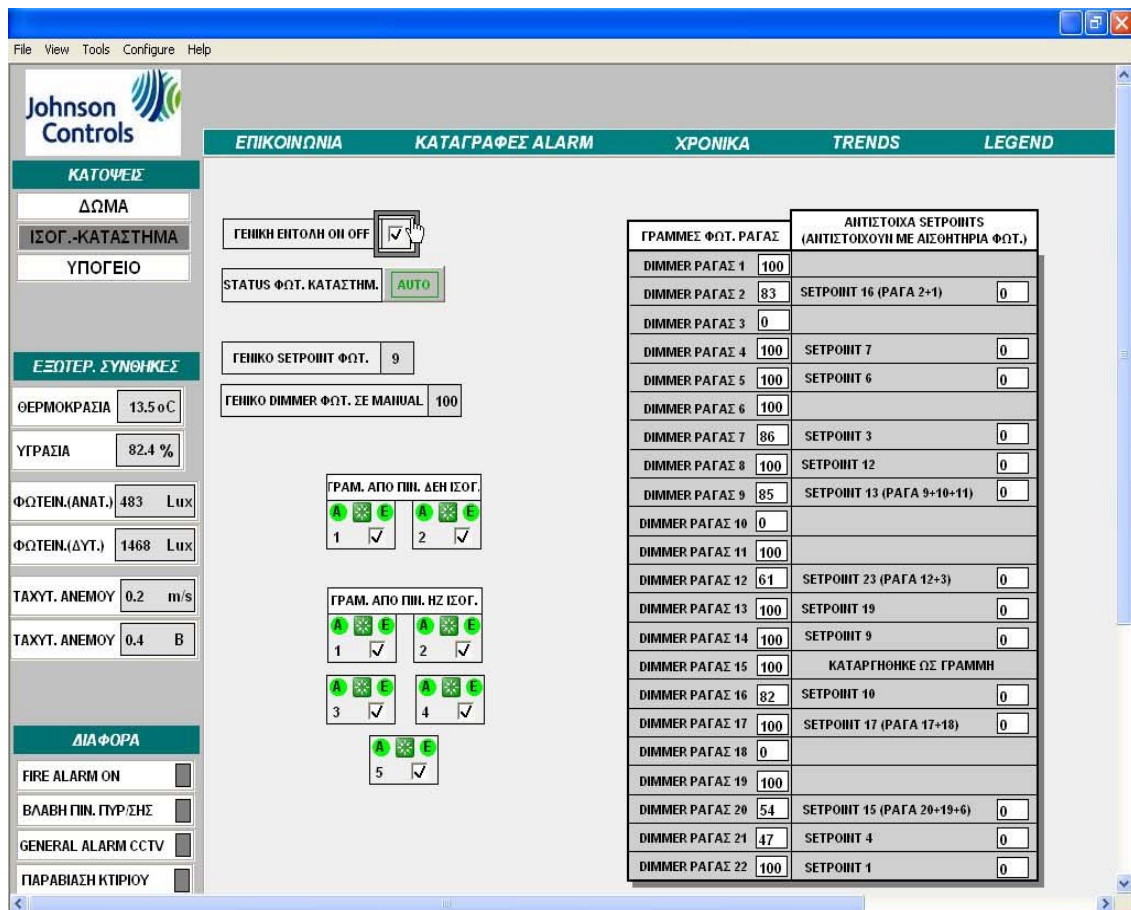 File View Tools Configure Help
Johnson
Controls
ΕΠΙΚΟΙΝΩΝΙΑ ΚΑΤΑΓΡΑΦΕΣ ALARM ΧΡΟΝΙΚΑ TRENDS LEGEND
ΚΑΤΟΨΕΙΣ
ΔΩΜΑ
ΙΣΟΓ.-ΚΑΤΑΣΤΗΜΑ
ΥΠΟΓΕΙΟ
ΕΞΩΤΕΡ. ΣΥΝΘΗΚΕΣ
ΘΕΡΜΟΚΡΑΣΙΑ 13.5 oC
ΥΓΡΑΣΙΑ 82.4 %
ΦΩΤΕΙΝ.(ΑΝΑΤ.) 483 Lux
ΦΩΤΕΙΝ.(ΔΥΤ.) 1468 Lux
ΤΑΧΥΤ. ΑΝΕΜΟΥ 0.2 m/s
ΤΑΧΥΤ. ΑΝΕΜΟΥ 0.4 B
ΔΙΑΦΟΡΑ
FIRE ALARM ON
ΒΛΑΒΗ ΠΙΝ. ΠΥΡ/ΣΗΣ
GENERAL ALARM CCTV
ΠΑΡΑΒΙΑΣΗ ΚΤΙΡΙΟΥ
ΓΕΝΙΚΗ ΕΝΤΟΛΗ ON OFF
STATUS ΦΩΤ. ΚΑΤΑΣΤΗΜ. AUTO
ΓΕΝΙΚΟ SETPOINT ΦΩΤ. 9
ΓΕΝΙΚΟ DIMMER ΦΩΤ. ΣΕ MANUAL 100
ΓΡΑΜ. ΑΠΟ ΠΙΝ. ΔΕΗ ΙΣΟΓ.
A E A E
1 2
ΓΡΑΜ. ΑΠΟ ΠΙΝ. ΗΖ ΙΣΟΓ.
A E A E
1 2
A E A E
3 4
A E
5
ΓΡΑΜΜΕΣ ΦΩΤ. ΡΑΓΑΣ
ΑΝΤΙΣΤΟΙΧΑ SETPOINTS
(ΑΝΤΙΣΤΟΙΧΟΥΝ ΜΕ ΑΙΣΘΗΤΗΡΙΑ ΦΩΤ.)
DIMMER ΡΑΓΑΣ 1 100
DIMMER ΡΑΓΑΣ 2 83 SETPOINT 16 (ΡΑΓΑ 2+1) 0
DIMMER ΡΑΓΑΣ 3 0
DIMMER ΡΑΓΑΣ 4 100 SETPOINT 7 0
DIMMER ΡΑΓΑΣ 5 100 SETPOINT 6 0
DIMMER ΡΑΓΑΣ 6 100
DIMMER ΡΑΓΑΣ 7 86 SETPOINT 3 0
DIMMER ΡΑΓΑΣ 8 100 SETPOINT 12 0
DIMMER ΡΑΓΑΣ 9 85 SETPOINT 13 (ΡΑΓΑ 9+10+11) 0
DIMMER ΡΑΓΑΣ 10 0
DIMMER ΡΑΓΑΣ 11 100
DIMMER ΡΑΓΑΣ 12 61 SETPOINT 23 (ΡΑΓΑ 12+3) 0
DIMMER ΡΑΓΑΣ 13 100 SETPOINT 19 0
DIMMER ΡΑΓΑΣ 14 100 SETPOINT 9 0
DIMMER ΡΑΓΑΣ 15 100 ΚΑΤΑΡΓΗΘΗΚΕ ΩΣ ΓΡΑΜΜΗ
DIMMER ΡΑΓΑΣ 16 82 SETPOINT 10 0
DIMMER ΡΑΓΑΣ 17 100 SETPOINT 17 (ΡΑΓΑ 17+18) 0
DIMMER ΡΑΓΑΣ 18 0
DIMMER ΡΑΓΑΣ 19 100
DIMMER ΡΑΓΑΣ 20 54 SETPOINT 15 (ΡΑΓΑ 20+19+6) 0
DIMMER ΡΑΓΑΣ 21 47 SETPOINT 4 0
DIMMER ΡΑΓΑΣ 22 100 SETPOINT 1 0